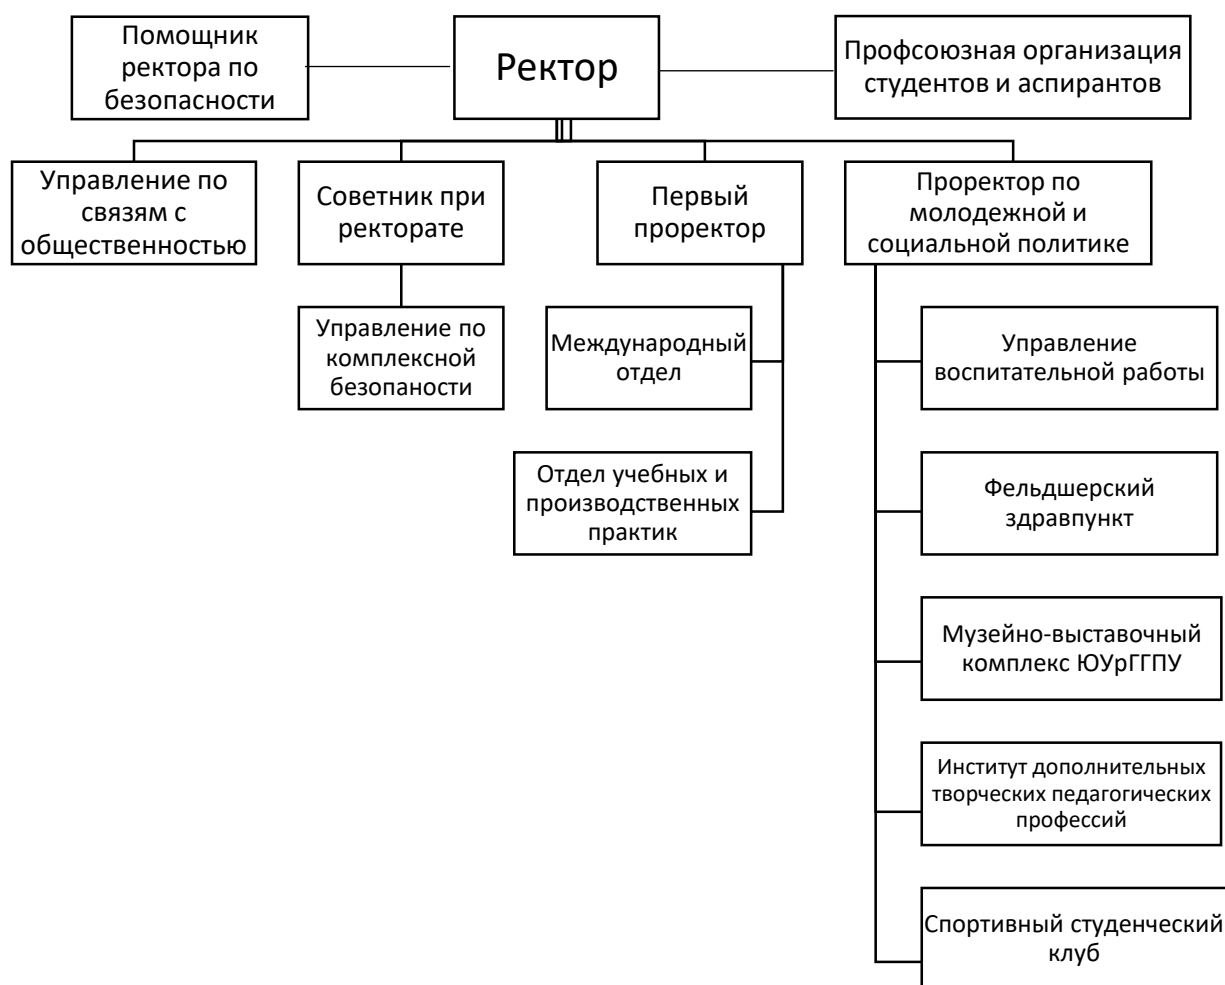 Помощник
ректора по
безопасности
Ректор
Профсоюзная организация
студентов и аспирантов
Управление по
связям с
общественностью
Советник при
ректорате
Первый
проректор
Проректор по
молодежной и
социальной политике
Управление по
комплексной
безопаности
Международный
отдел
Управление
воспитательной работы
Отдел учебных и
производственных
практик
Фельдшерский
здравпункт
Музейно-выставочный
комплекс ЮУрГГПУ
Институт дополнительных
творческих педагогических
профессий
Спортивный студенческий
клуб